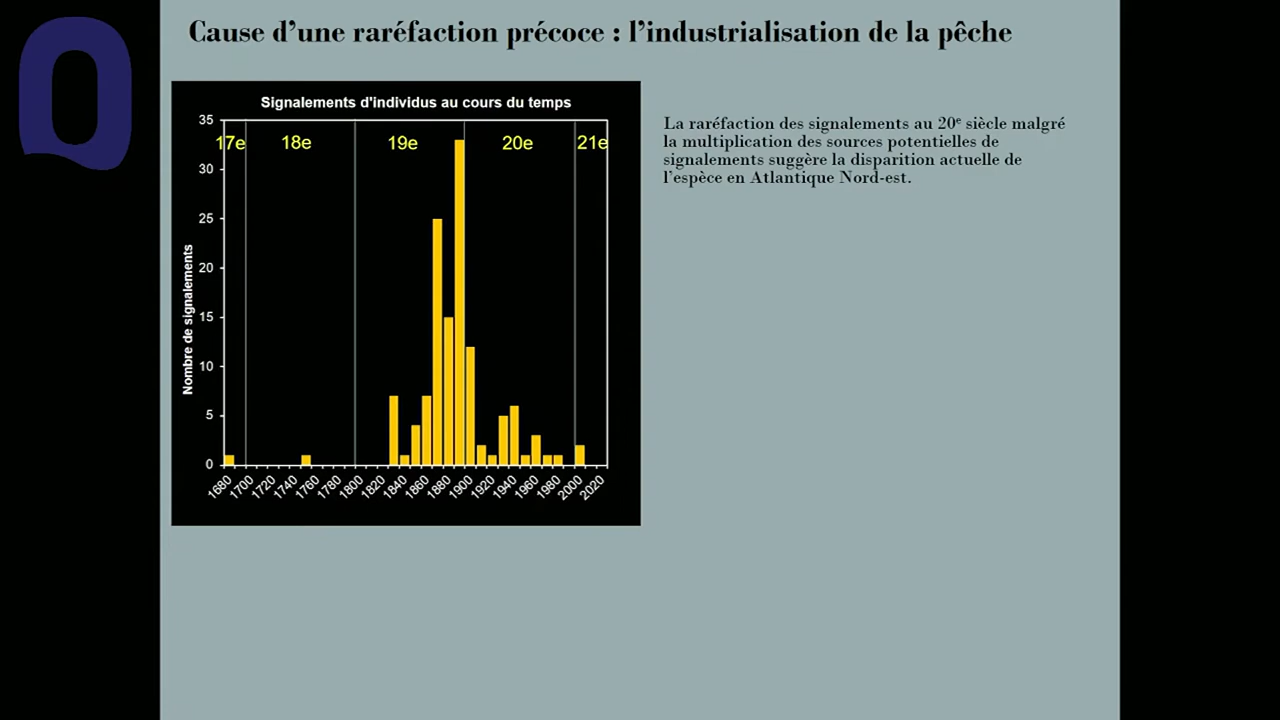 Cause d’une raréfaction précoce : l’industrialisation de la pêche
Signalements d'individus au cours du temps
Nombre de signalements
35
30
25
20
15
10
5
0
17e 18e 19e 20e 21e
1680 1700 1720 1740 1760 1780 1800 1820 1840 1860 1880 1900 1920 1940 1960 1980 2000 2020
La raréfaction des signalements au 20e siècle malgré
la multiplication des sources potentielles de
signalements suggère la disparition actuelle de
l’espèce en Atlantique Nord-est.